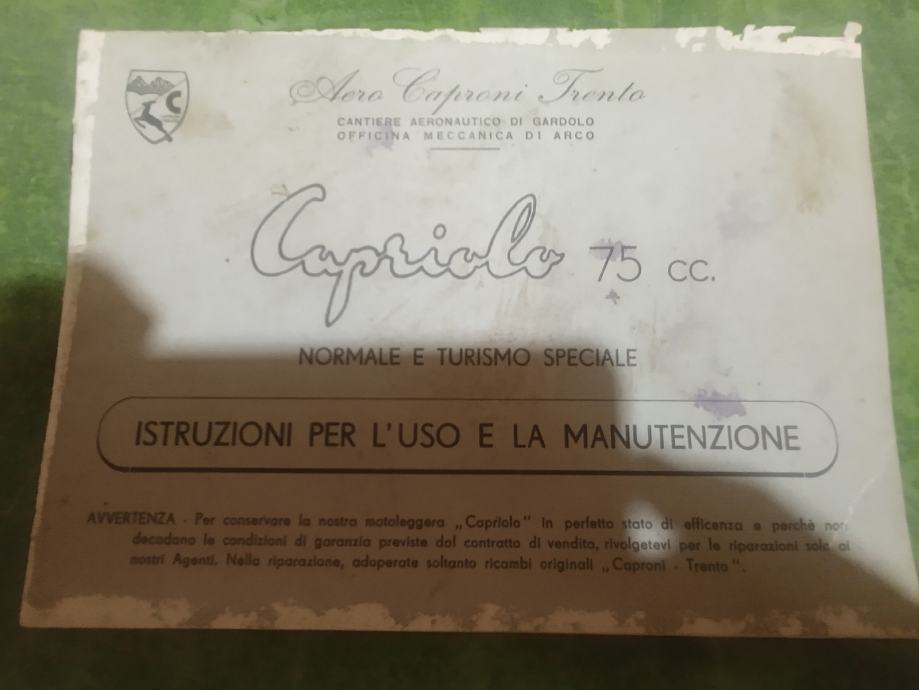 Aero Caproni Trento
CANTIERE AERONAUTICO DI GARDOLO
OFFICINA MECCANICA DI ARCO
Capriolo 75 cc.
NORMALE E TURISMO SPECIALE
ISTRUZIONI PER L'USO E LA MANUTENZIONE
AVVERTENZA - Per conservare la nostra motoleggera „Capriolo" in perfetto stato di efficenza e perchè non
decadano le condizioni di garanzia previste dal contratto di vendita, rivolgetevi per le riparazioni solo ai
nostri Agenti. Nella riparazione, adoperate soltanto ricambi originali „Caproni - Trento".